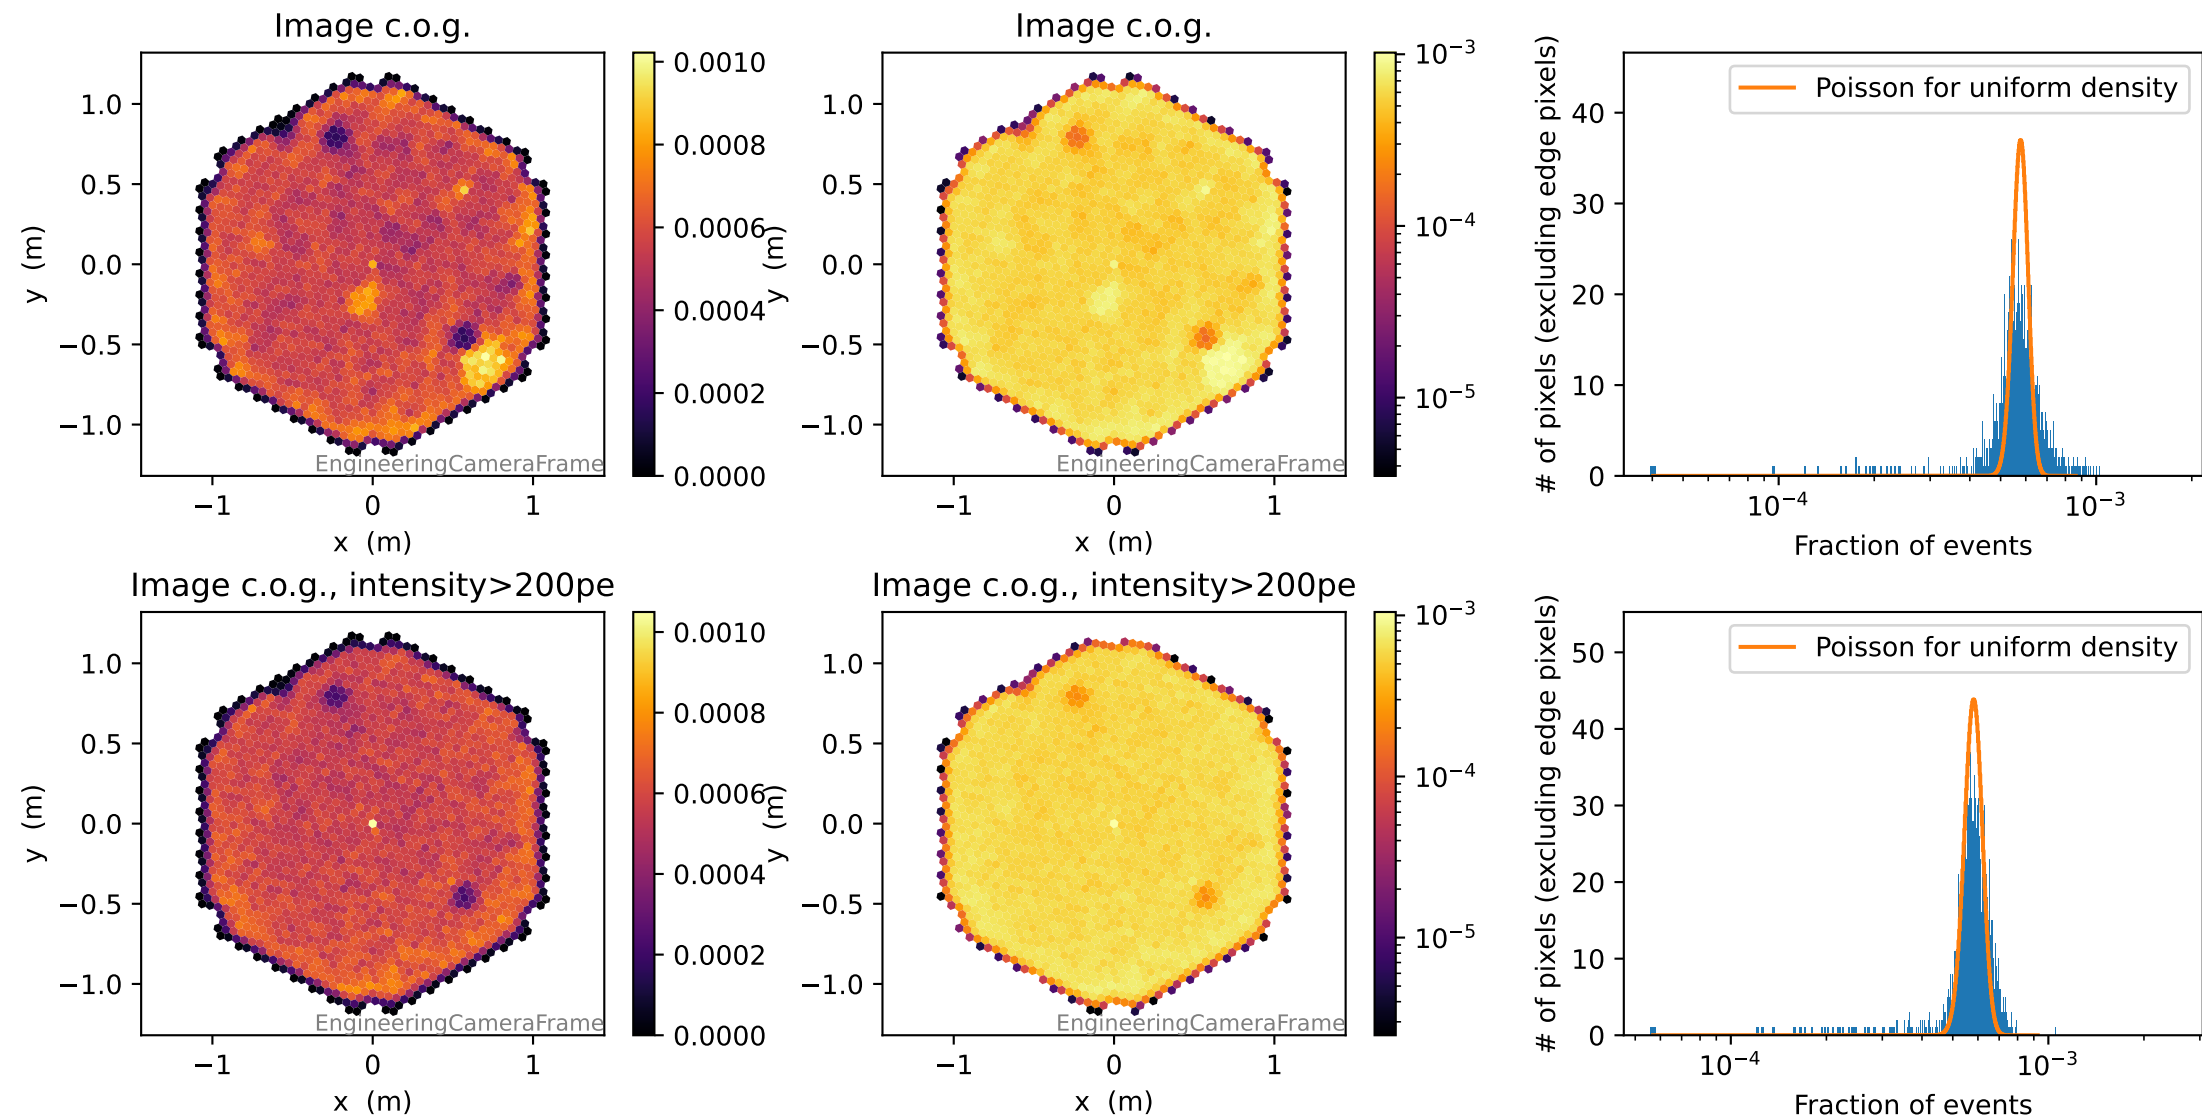 Image c.o.g.
1.0
0.5
0.0
−0.5
−1.0
y (m)
−1
0
1
x (m)
EngineeringCameraFrame
0.0010
0.0008
0.0006
0.0004
0.0002
0.0000
Image c.o.g.
1.0
0.5
0.0
−0.5
−1.0
y (m)
−1
0
1
x (m)
EngineeringCameraFrame
10⁻³
10⁻⁴
10⁻⁵
Poisson for uniform density
40
30
20
10
0
# of pixels (excluding edge pixels)
10⁻⁴
10⁻³
Fraction of events
Image c.o.g., intensity>200pe
1.0
0.5
0.0
−0.5
−1.0
y (m)
−1
0
1
x (m)
EngineeringCameraFrame
0.0010
0.0008
0.0006
0.0004
0.0002
0.0000
Image c.o.g., intensity>200pe
1.0
0.5
0.0
−0.5
−1.0
y (m)
−1
0
1
x (m)
EngineeringCameraFrame
10⁻³
10⁻⁴
10⁻⁵
Poisson for uniform density
50
40
30
20
10
0
# of pixels (excluding edge pixels)
10⁻⁴
10⁻³
Fraction of events